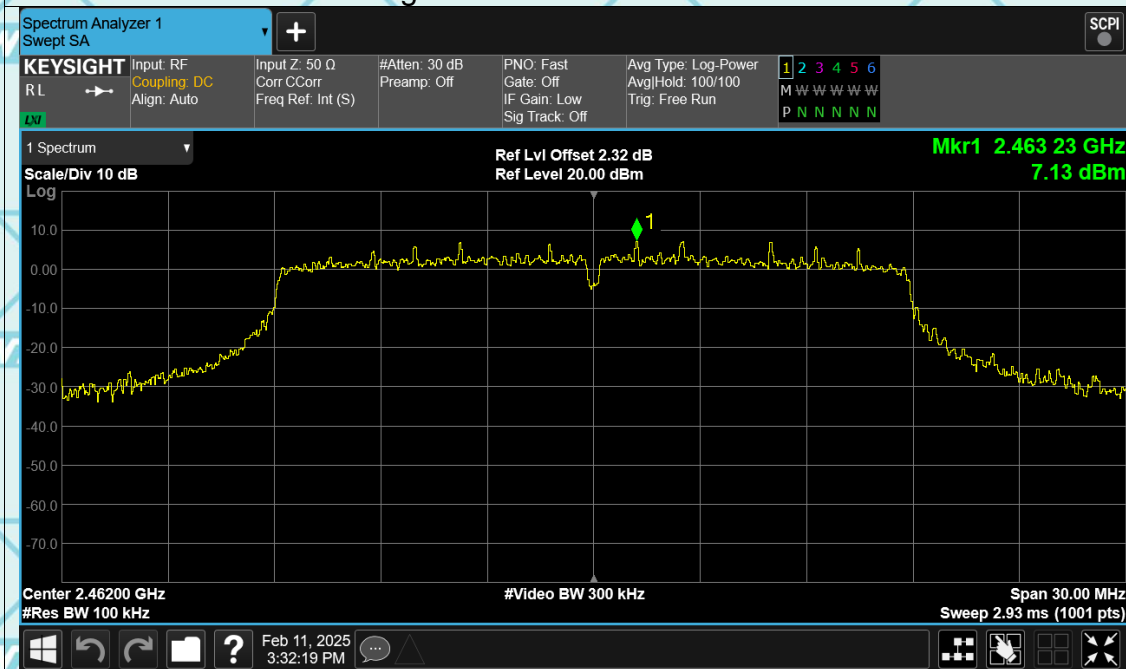 Spectrum Analyzer 1
Swept SA
+
SCPI
KEYSIGHT
R L
LXI
Input: RF
Coupling: DC
Align: Auto
Input Z: 50 Ω
Corr CCorr
Freq Ref: Int (S)
#Atten: 30 dB
Preamp: Off
PNO: Fast
Gate: Off
IF Gain: Low
Sig Track: Off
Avg Type: Log-Power
Avg|Hold: 100/100
Trig: Free Run
1 2 3 4 5 6
M W W W W W
P N N N N N
1 Spectrum
Scale/Div 10 dB
Log
Ref Lvl Offset 2.32 dB
Ref Level 20.00 dBm
Mkr1 2.463 23 GHz
7.13 dBm
1
10.0
0.00
-10.0
-20.0
-30.0
-40.0
-50.0
-60.0
-70.0
Center 2.46200 GHz
#Res BW 100 kHz
#Video BW 300 kHz
Span 30.00 MHz
Sweep 2.93 ms (1001 pts)
?
Feb 11, 2025
3:32:19 PM